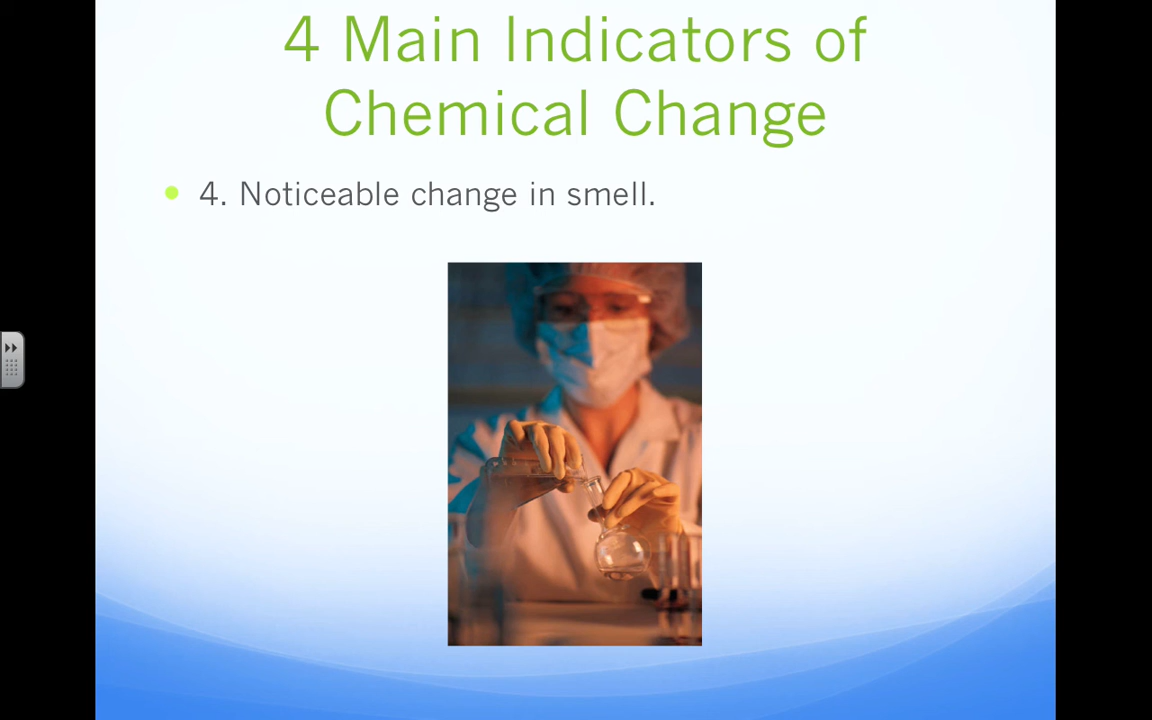 4 Main Indicators of
Chemical Change
4. Noticeable change in smell.